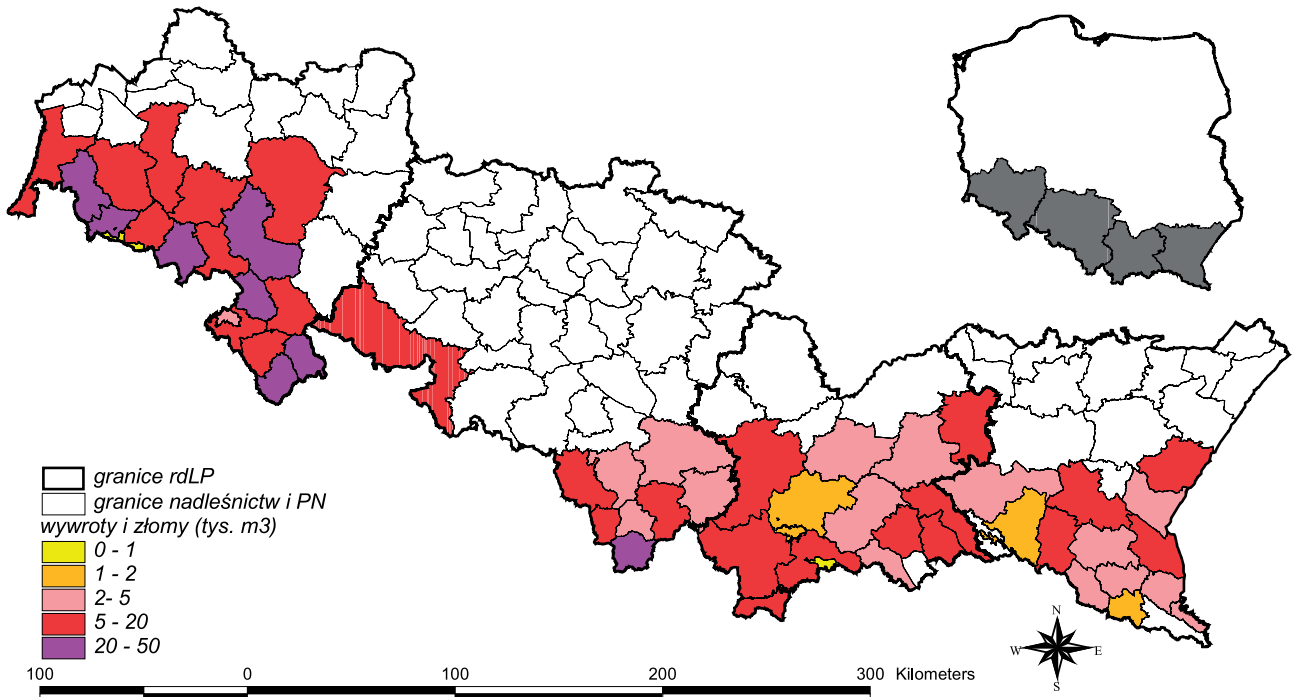 granice rdLP
granice nadleśnictw i PN
wywroty i złomy (tys. m3)
0 - 1
1 - 2
2- 5
5 - 20
20 - 50
N
W E
S
100 0 100 200 300 Kilometers